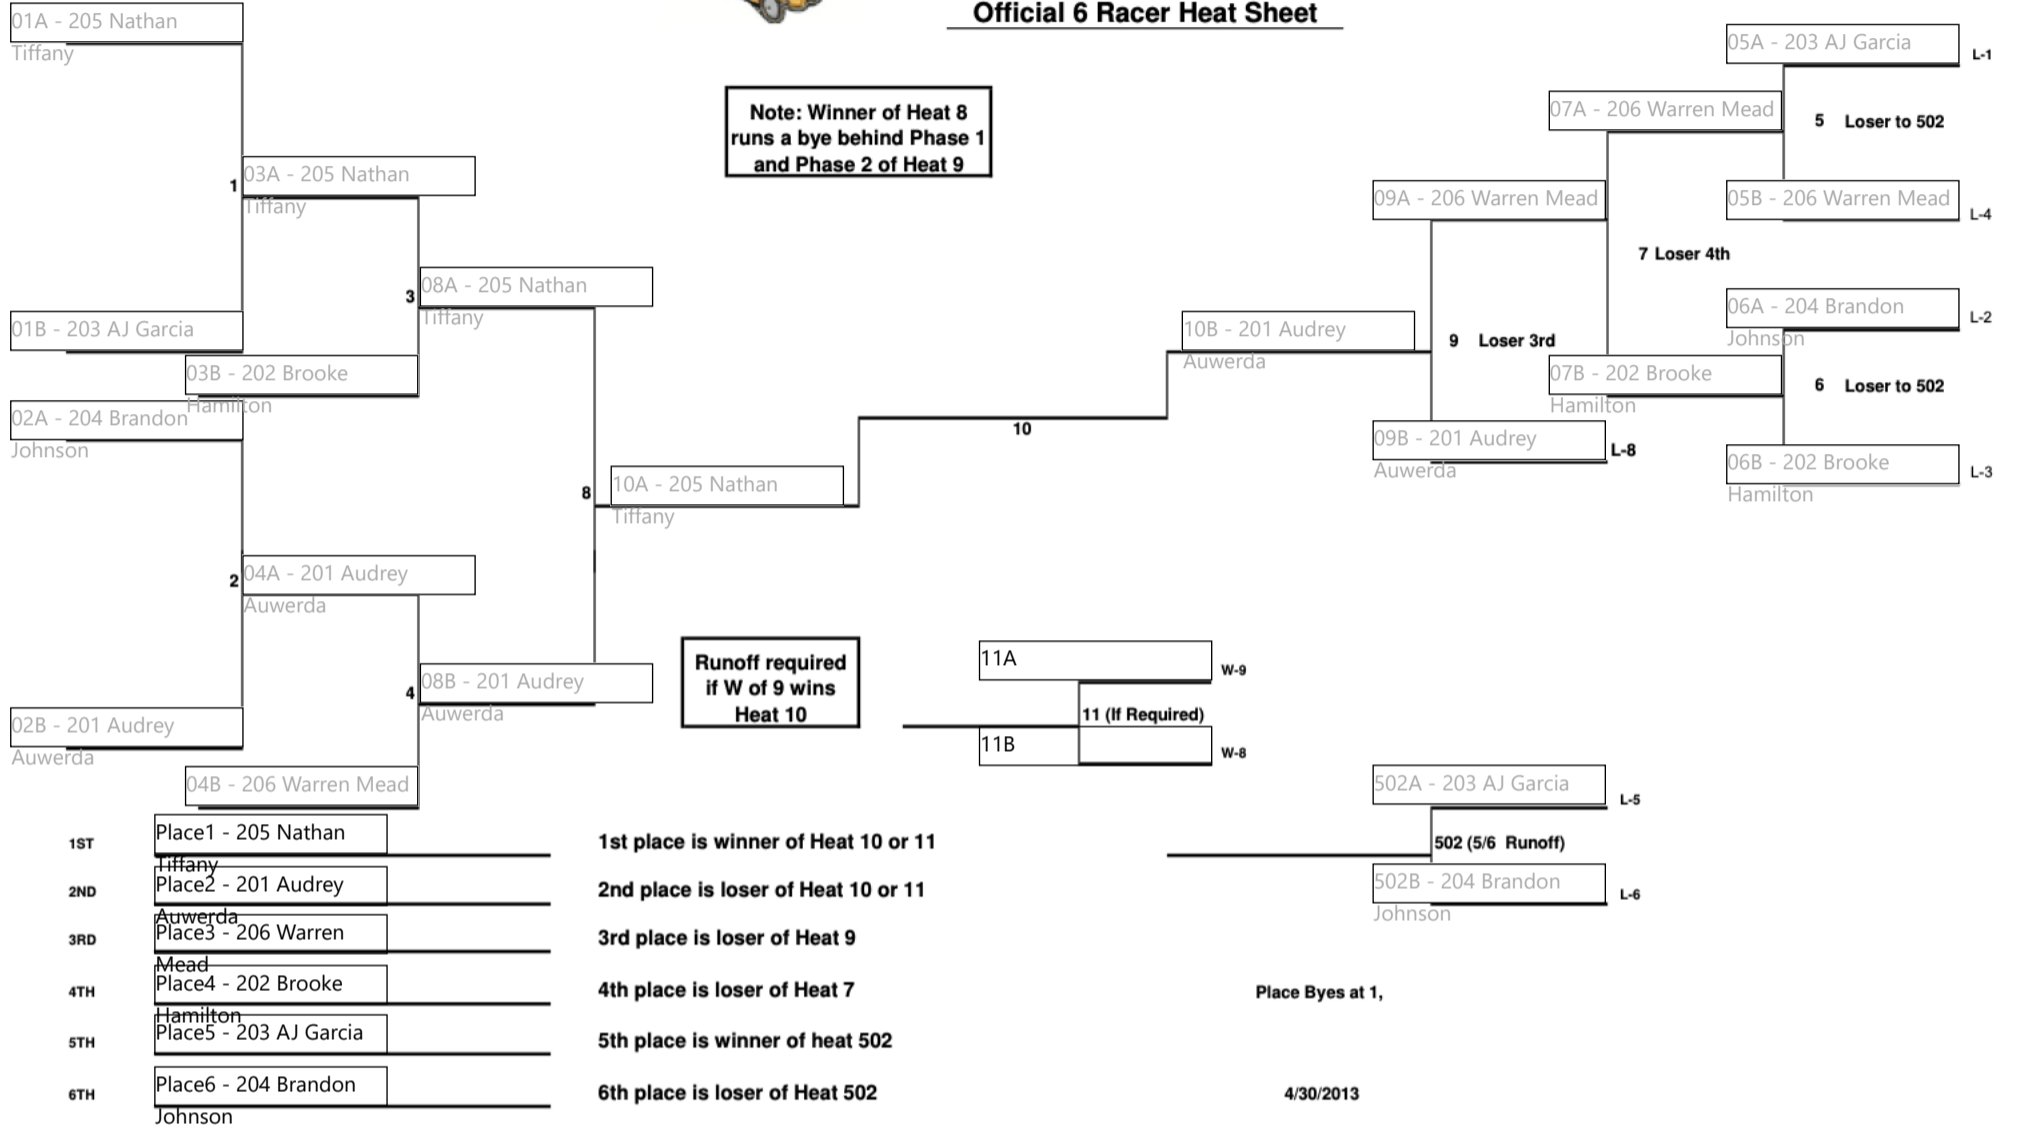 Official 6 Racer Heat Sheet
01A - 205 Nathan
Tiffany
05A - 203 AJ Garcia
L-1
Note: Winner of Heat 8
runs a bye behind Phase 1
and Phase 2 of Heat 9
07A - 206 Warren Mead
5 Loser to 502
1
03A - 205 Nathan
Tiffany
09A - 206 Warren Mead
05B - 206 Warren Mead
L-4
7 Loser 4th
3
08A - 205 Nathan
Tiffany
06A - 204 Brandon
Johnson
L-2
01B - 203 AJ Garcia
10B - 201 Audrey
Auwerda
9 Loser 3rd
03B - 202 Brooke
Hamilton
07B - 202 Brooke
Hamilton
6 Loser to 502
02A - 204 Brandon
Johnson
10
09B - 201 Audrey
Auwerda
L-8
06B - 202 Brooke
Hamilton
L-3
8
10A - 205 Nathan
Tiffany
2
04A - 201 Audrey
Auwerda
4
08B - 201 Audrey
Auwerda
Runoff required
if W of 9 wins
Heat 10
11A
W-9
11 (If Required)
11B
W-8
02B - 201 Audrey
Auwerda
04B - 206 Warren Mead
502A - 203 AJ Garcia
L-5
502 (5/6 Runoff)
502B - 204 Brandon
Johnson
L-6
1ST
Place1 - 205 Nathan
Tiffany
1st place is winner of Heat 10 or 11
2ND
Place2 - 201 Audrey
Auwerda
2nd place is loser of Heat 10 or 11
3RD
Place3 - 206 Warren
Mead
3rd place is loser of Heat 9
4TH
Place4 - 202 Brooke
Hamilton
4th place is loser of Heat 7
Place Byes at 1,
5TH
Place5 - 203 AJ Garcia
5th place is winner of heat 502
6TH
Place6 - 204 Brandon
Johnson
6th place is loser of Heat 502
4/30/2013